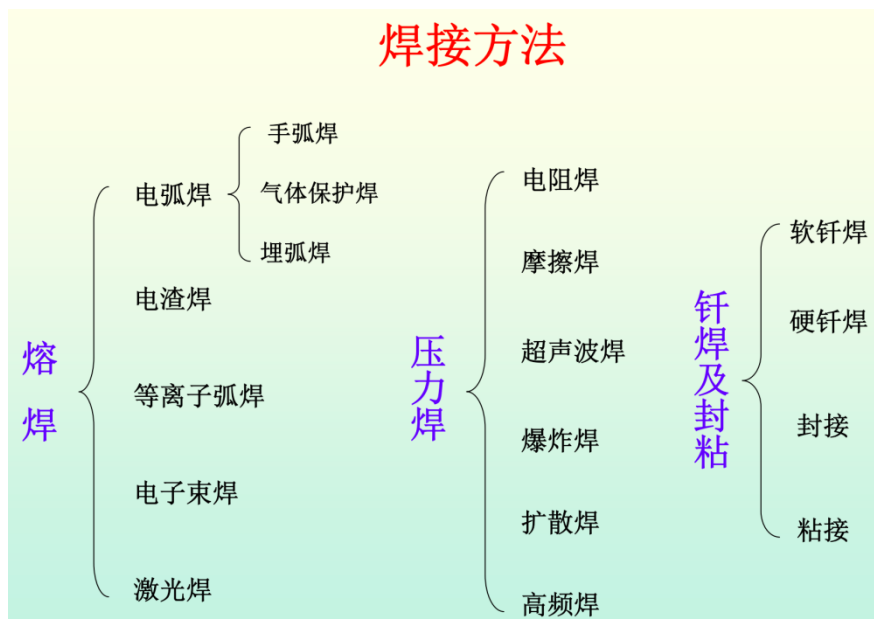 焊接方法
熔焊
电弧焊
手弧焊
气体保护焊
埋弧焊
电渣焊
等离子弧焊
电子束焊
激光焊
压力焊
电阻焊
摩擦焊
超声波焊
爆炸焊
扩散焊
高频焊
钎焊及封粘
软钎焊
硬钎焊
封接
粘接